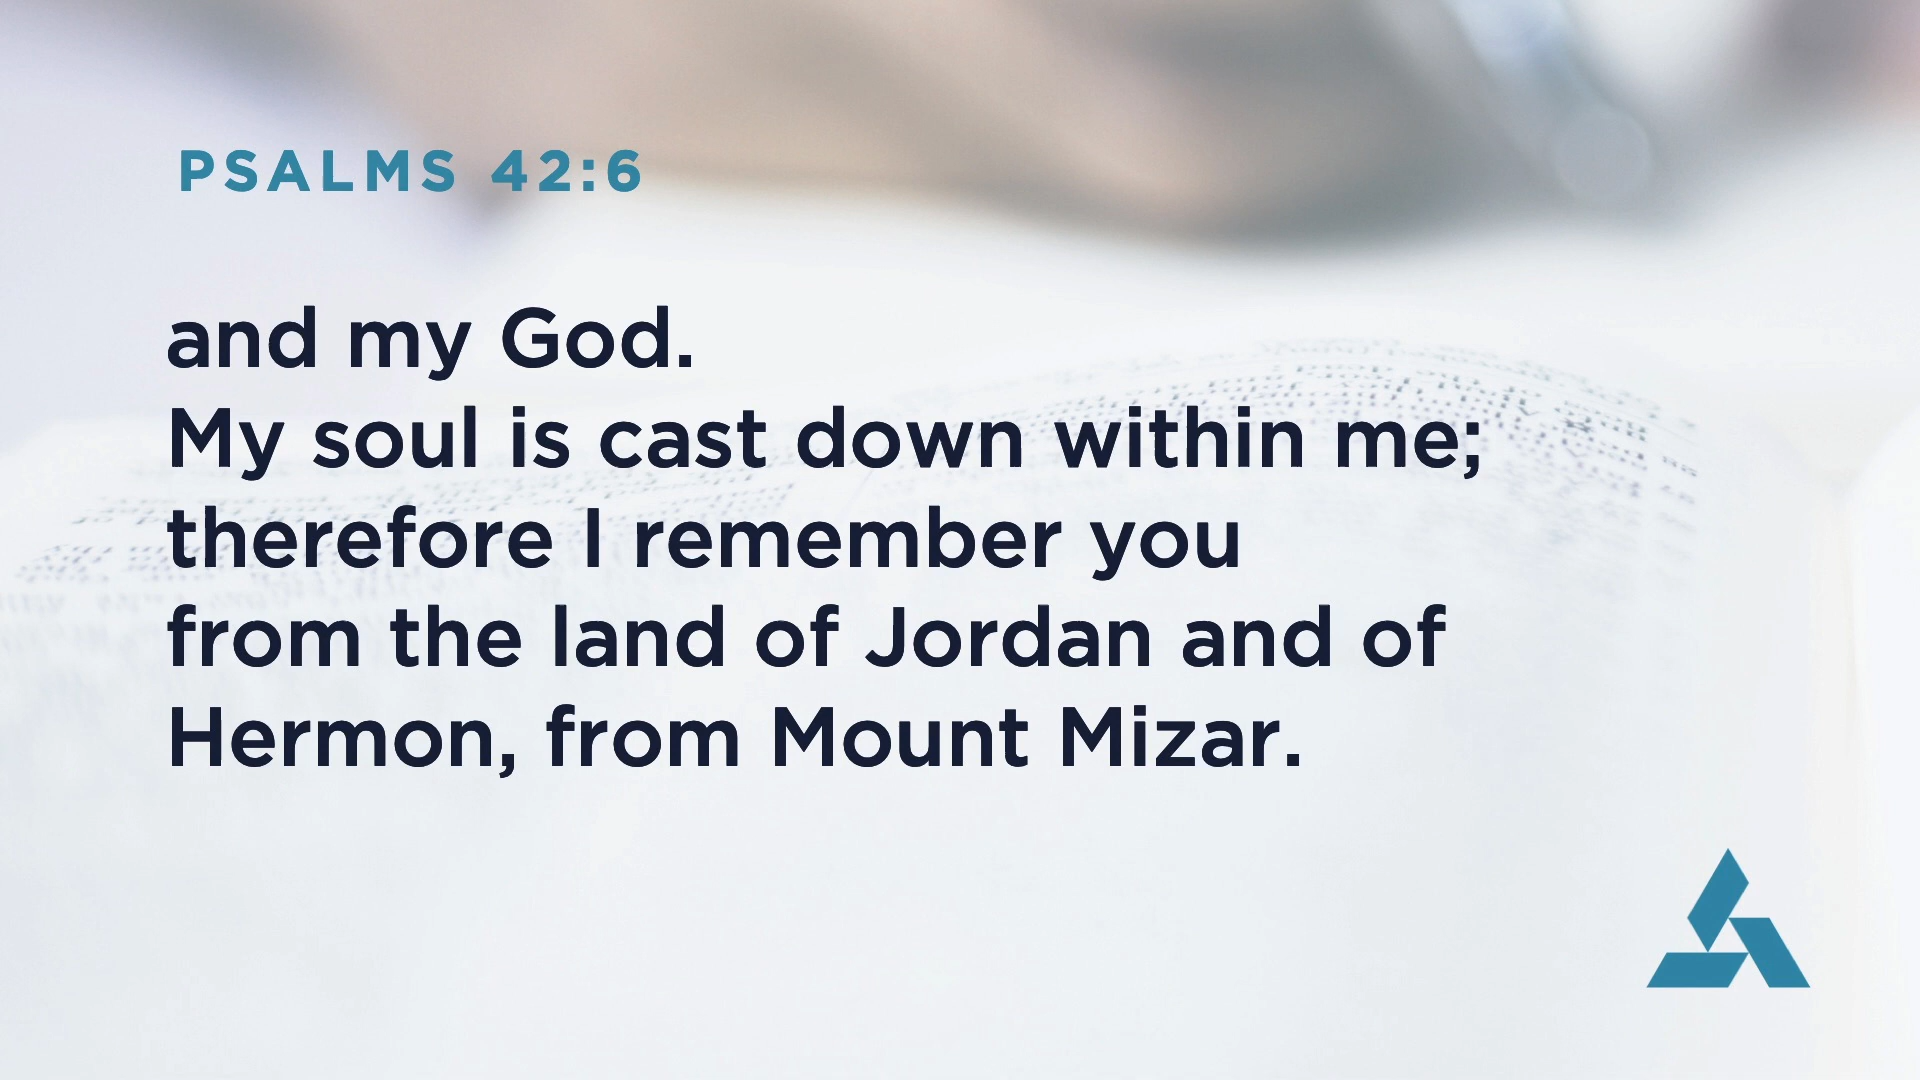 PSALMS 42:6
and my God.
My soul is cast down within me;
therefore I remember you
from the land of Jordan and of
Hermon, from Mount Mizar.